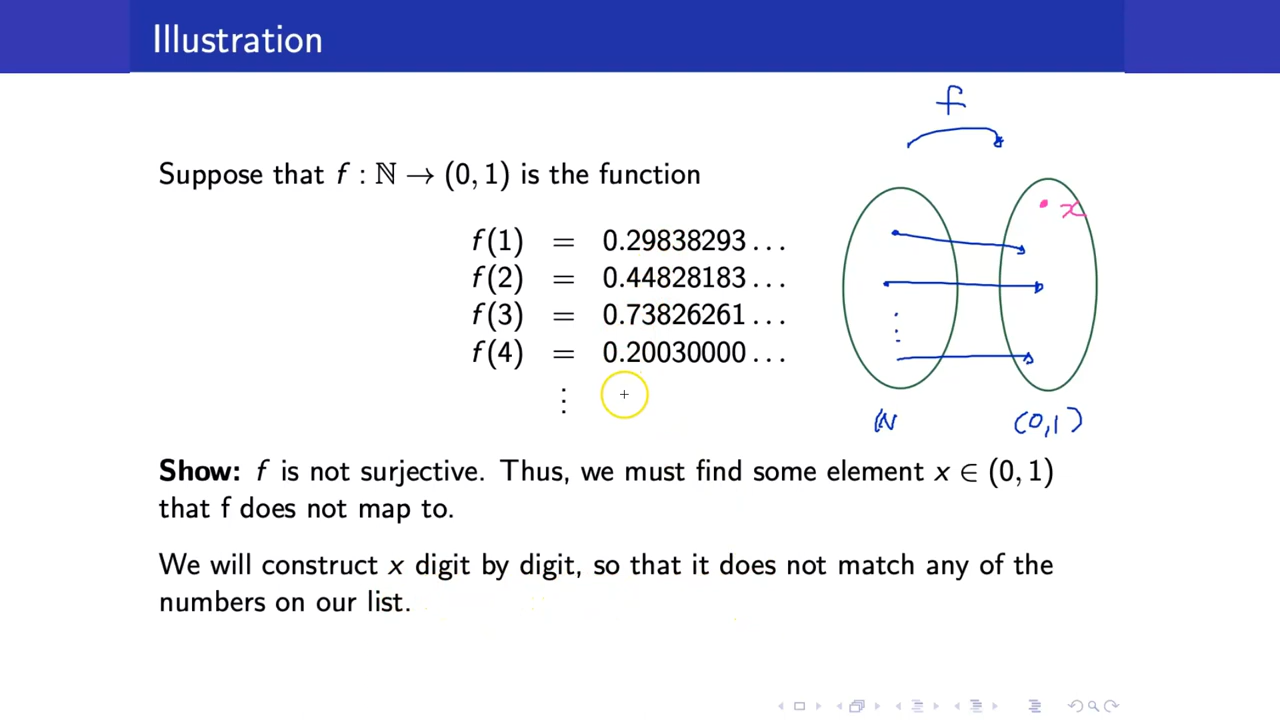 Illustration
f
Suppose that f : ℕ → (0, 1) is the function
x
f(1) = 0.29838293...
f(2) = 0.44828183...
f(3) = 0.73826261...
f(4) = 0.20030000...
⋮
ℕ (0,1)
Show: f is not surjective. Thus, we must find some element x ∈ (0, 1)
that f does not map to.
We will construct x digit by digit, so that it does not match any of the
numbers on our list.